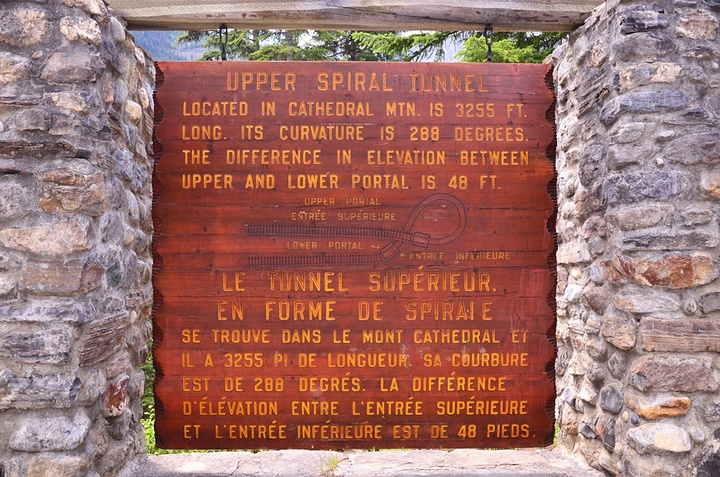 UPPER SPIRAL TUNNEL
LOCATED IN CATHEDRAL MTN. IS 3255 FT.
LONG. ITS CURVATURE IS 288 DEGREES.
THE DIFFERENCE IN ELEVATION BETWEEN
UPPER AND LOWER PORTAL IS 48 FT.
UPPER PORTAL
ENTRÉE SUPÉRIEURE
LOWER PORTAL
ENTRÉE INFÉRIEURE
LE TUNNEL SUPÉRIEUR,
EN FORME DE SPIRALE
SE TROUVE DANS LE MONT CATHEDRAL ET
IL A 3255 PI DE LONGUEUR. SA COURBURE
EST DE 288 DEGRÉS. LA DIFFÉRENCE
D'ÉLÉVATION ENTRE L'ENTRÉE SUPÉRIEURE
ET L'ENTRÉE INFÉRIEURE EST DE 48 PIEDS.